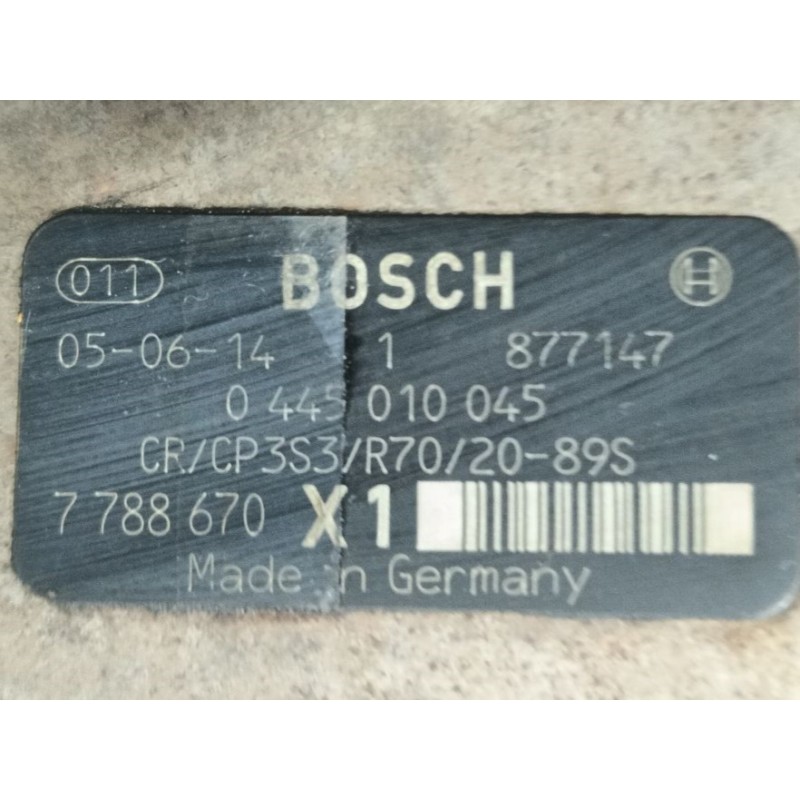 011 BOSCH
05-06-14 1 877147
0 445 010 045
CR/CP3S3/R70/20-89S
7 788 670 X1
Made in Germany